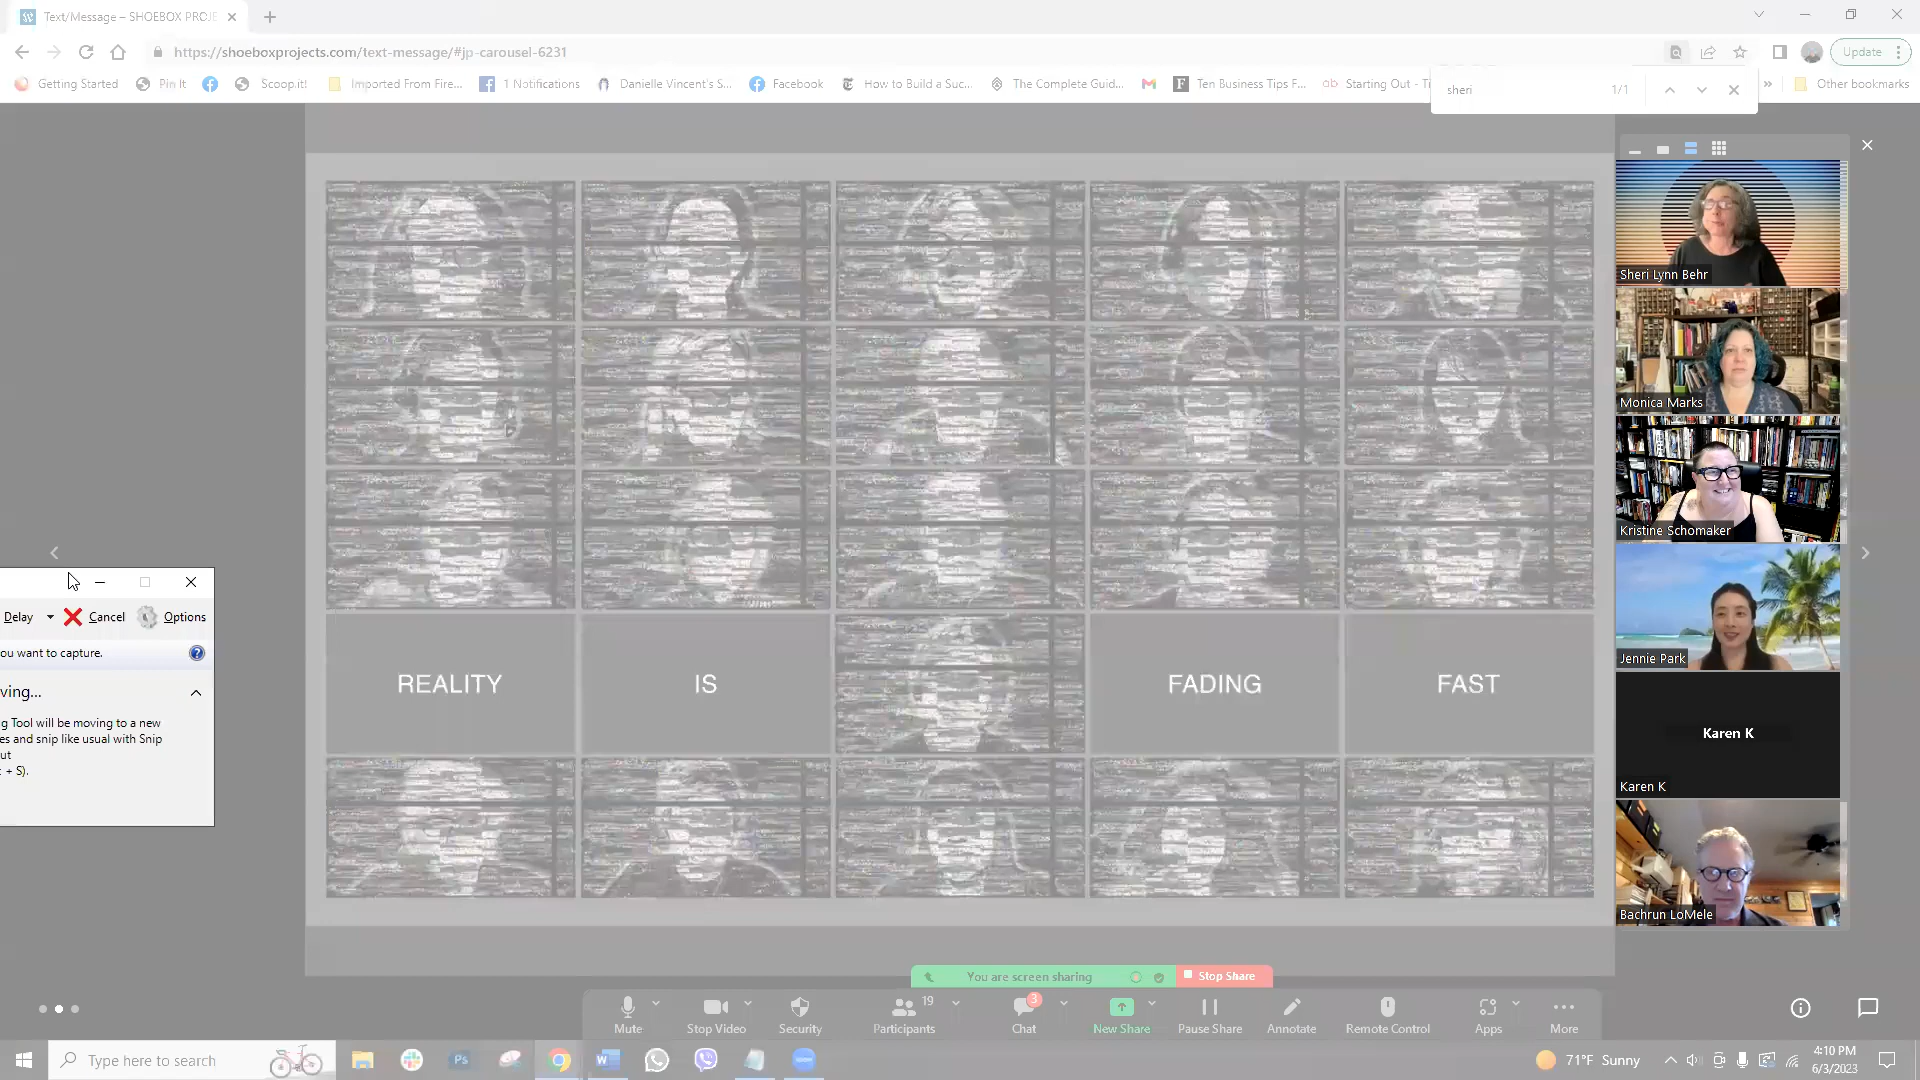 Text/Message – SHOEBOX PROJE
https://shoeboxprojects.com/text-message/#jp-carousel-6231
Update
Getting Started
Pin It
Scoop.it!
Imported From Fire...
1 Notifications
Danielle Vincent's S...
Facebook
How to Build a Suc...
The Complete Guid...
Ten Business Tips F...
Starting Out - Ti
Other bookmarks
sheri
1/1
Sheri Lynn Behr
Monica Marks
Kristine Schomaker
Jennie Park
Karen K
Karen K
Bachrun LoMele
Delay
Cancel
Options
ou want to capture.
ving...
g Tool will be moving to a new
es and snip like usual with Snip
ut
t + S).
REALITY
IS
FADING
FAST
You are screen sharing
Stop Share
Mute
Stop Video
Security
19
Participants
3
Chat
New Share
Pause Share
Annotate
Remote Control
Apps
More
Type here to search
71°F Sunny
4:10 PM
6/3/2023